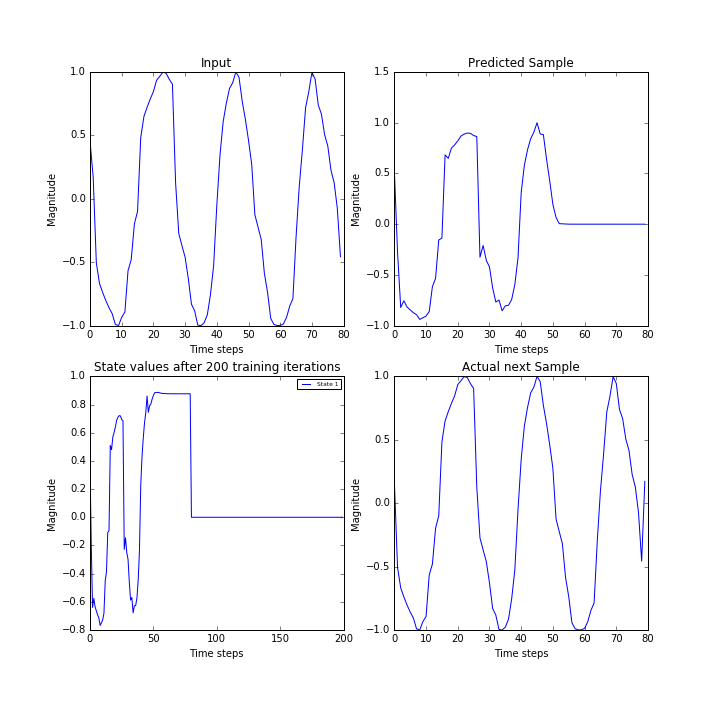 Input
1.0
0.5
0.0
−0.5
−1.0
Magnitude
0 10 20 30 40 50 60 70 80
Time steps
Predicted Sample
1.5
1.0
0.5
0.0
−0.5
−1.0
Magnitude
0 10 20 30 40 50 60 70 80
Time steps
State values after 200 training iterations
State 1
1.0
0.8
0.6
0.4
0.2
0.0
−0.2
−0.4
−0.6
−0.8
Magnitude
0 50 100 150 200
Time steps
Actual next Sample
1.0
0.5
0.0
−0.5
−1.0
Magnitude
0 10 20 30 40 50 60 70 80
Time steps